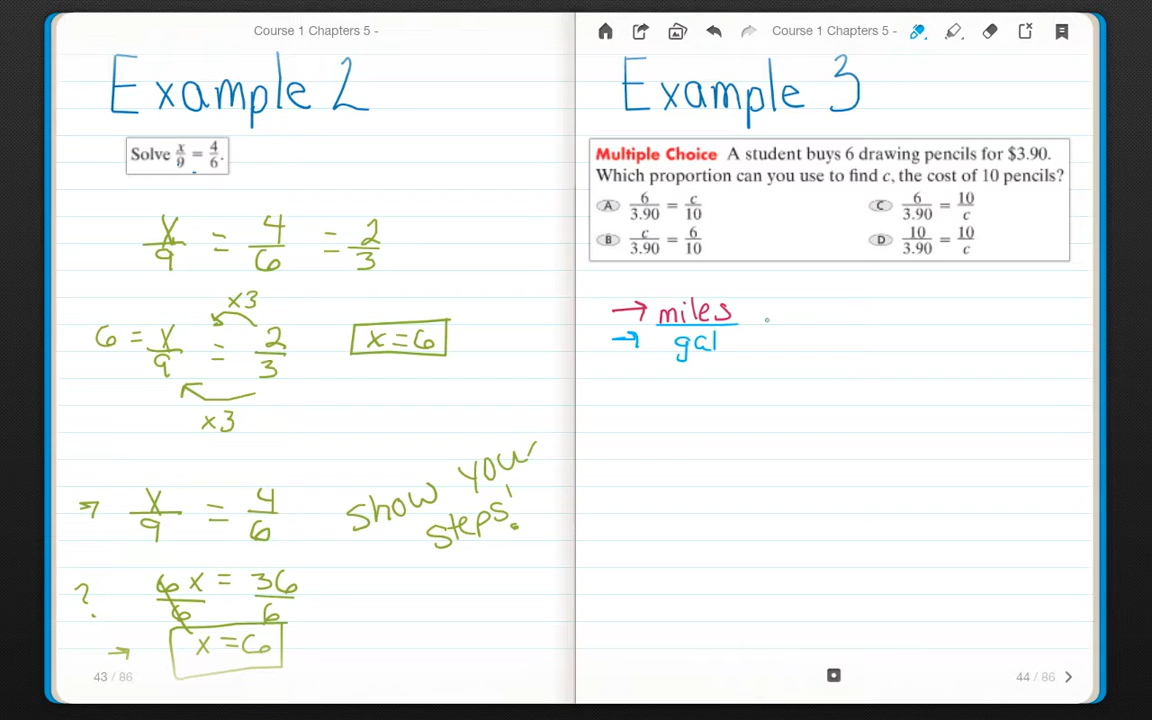 Course 1 Chapters 5 -
Example 2
Solve x/9 = 4/6.
x/9 = 4/6 = 2/3
x3
6 = x/9 = 2/3
x=6
x3
show your
steps!
→ x/9 = 4/6
? 6x/6 = 36/6
→ x=6
43 / 86
Course 1 Chapters 5 -
Example 3
Multiple Choice A student buys 6 drawing pencils for $3.90.
Which proportion can you use to find c, the cost of 10 pencils?
A 6/3.90 = c/10
C 6/3.90 = 10/c
B c/3.90 = 6/10
D 10/3.90 = 10/c
→ miles
→ gal
44 / 86